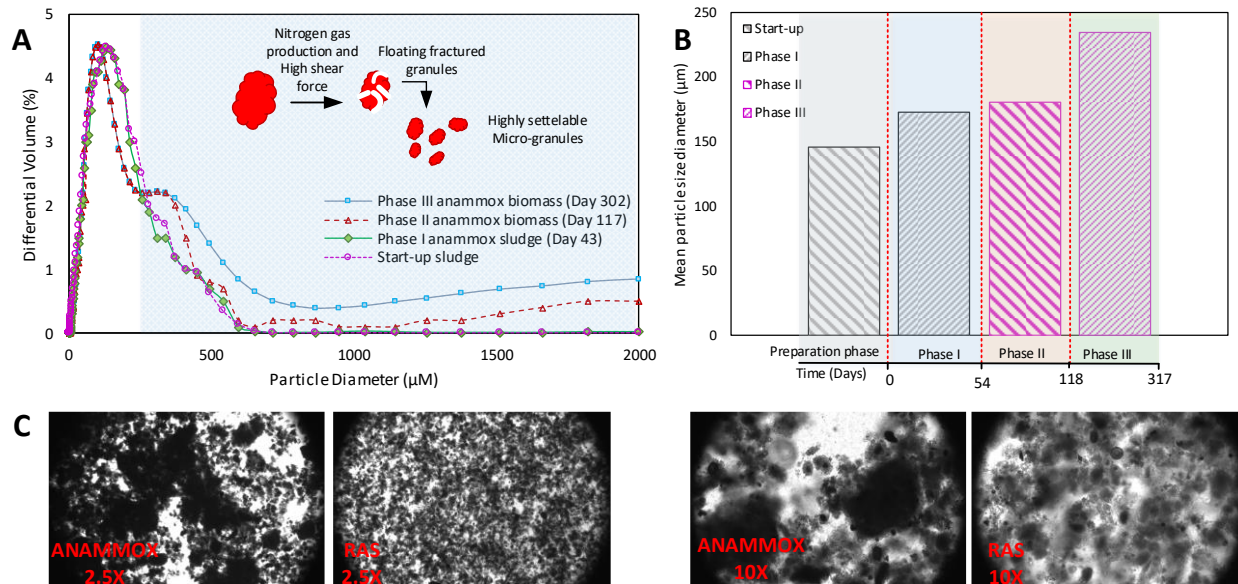 A
Differential Volume (%)
5
4
3
2
1
0
0
500
1000
1500
2000
Particle Diameter (µM)
Nitrogen gas
production and
High shear
force
Floating fractured
granules
Highly settelable
Micro-granules
Phase III anammox biomass (Day 302)
Phase II anammox biomass (Day 117)
Phase I anammox sludge (Day 43)
Start-up sludge
B
Mean particle size diameter (µm)
250
200
150
100
50
0
Start-up
Phase I
Phase II
Phase III
Preparation phase
Phase I
Phase II
Phase III
Time (Days)
0
54
118
317
C
ANAMMOX
2.5X
RAS
2.5X
ANAMMOX
10X
RAS
10X